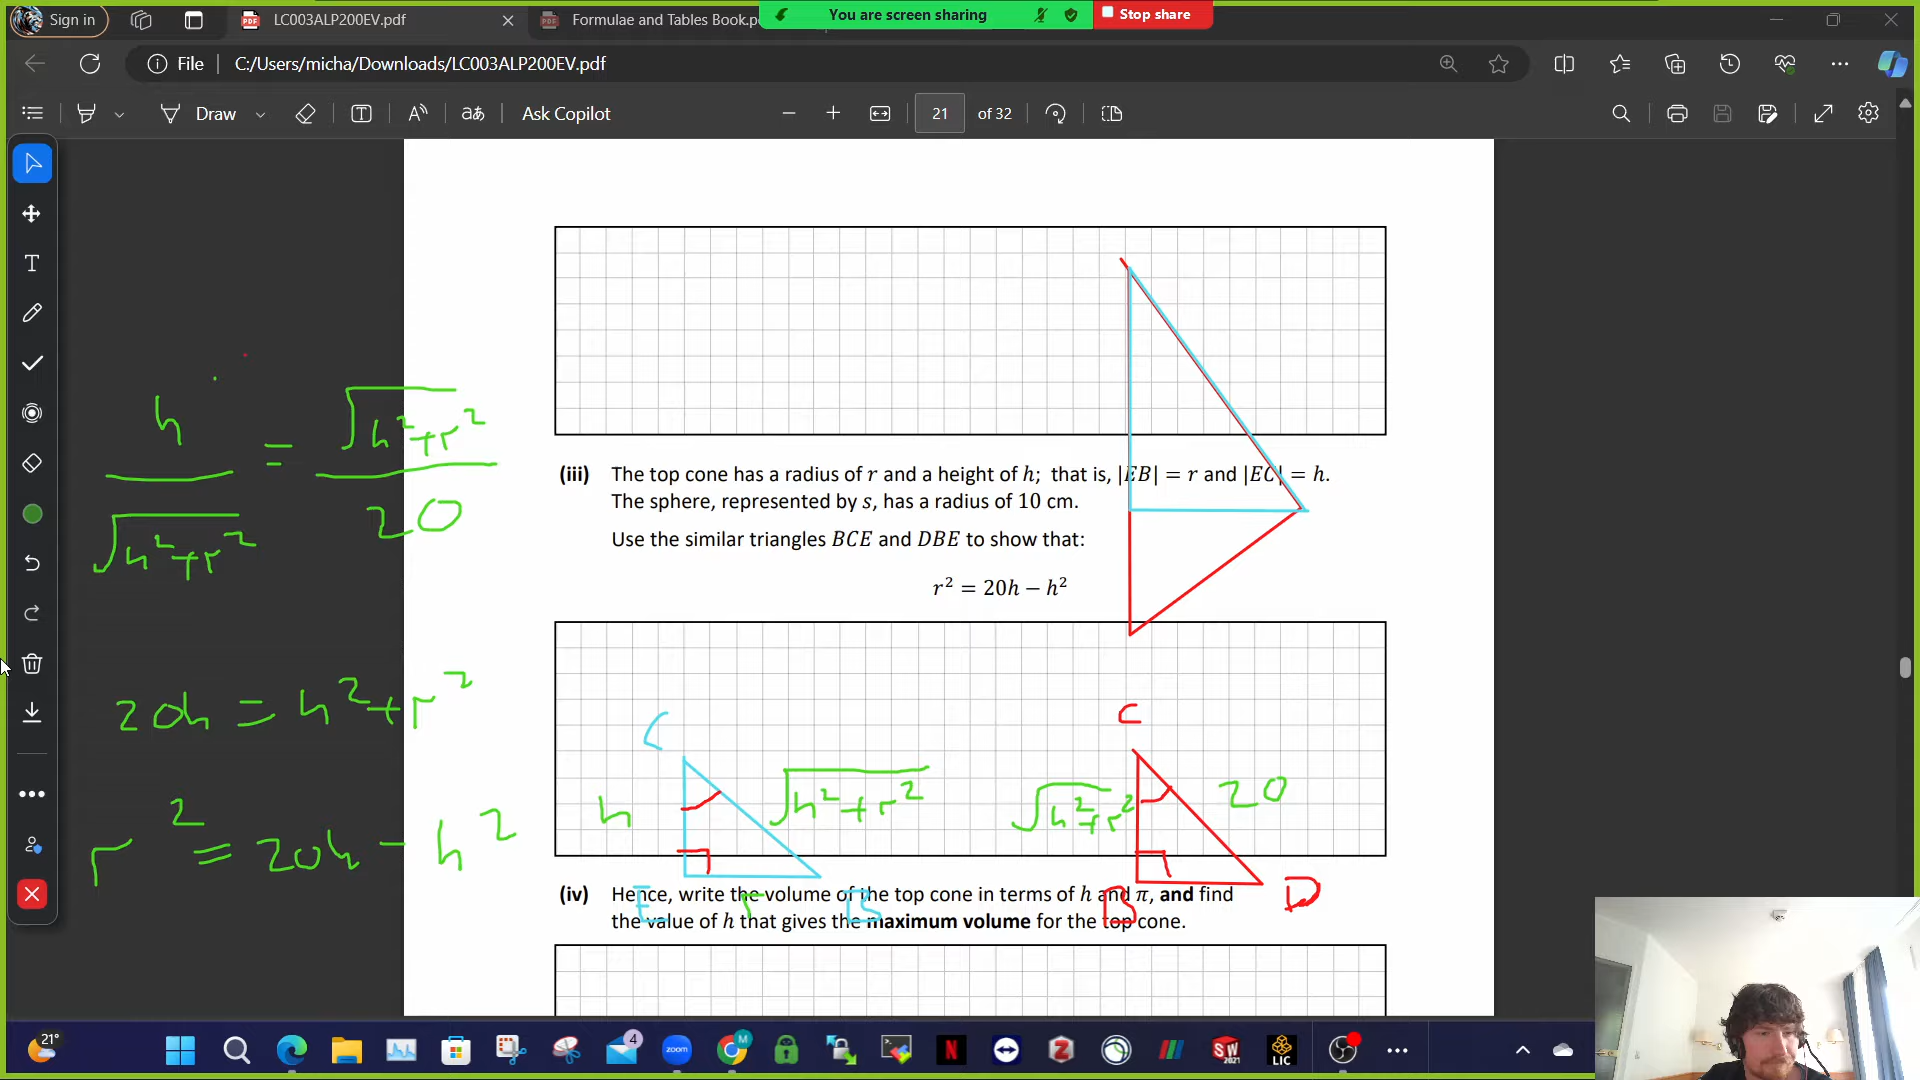 Sign in
LC003ALP200EV.pdf
Formulae and Tables Book.p
You are screen sharing
Stop share
File
C:/Users/micha/Downloads/LC003ALP200EV.pdf
Draw
Ask Copilot
21 of 32
(iii) The top cone has a radius of r and a height of h; that is, |EB| = r and |EC| = h.
The sphere, represented by s, has a radius of 10 cm.
Use the similar triangles BCE and DBE to show that:
r² = 20h − h²
h / √(h²+r²) = √(h²+r²) / 20
20h = h²+r²
r² = 20h − h²
C
h
√(h²+r²)
E
r
B
C
√(h²+r²)
20
B
D
(iv) Hence, write the volume of the top cone in terms of h and π, and find
the value of h that gives the maximum volume for the top cone.
21°
4
zoom
M
N
Z
SW
2021
LIC